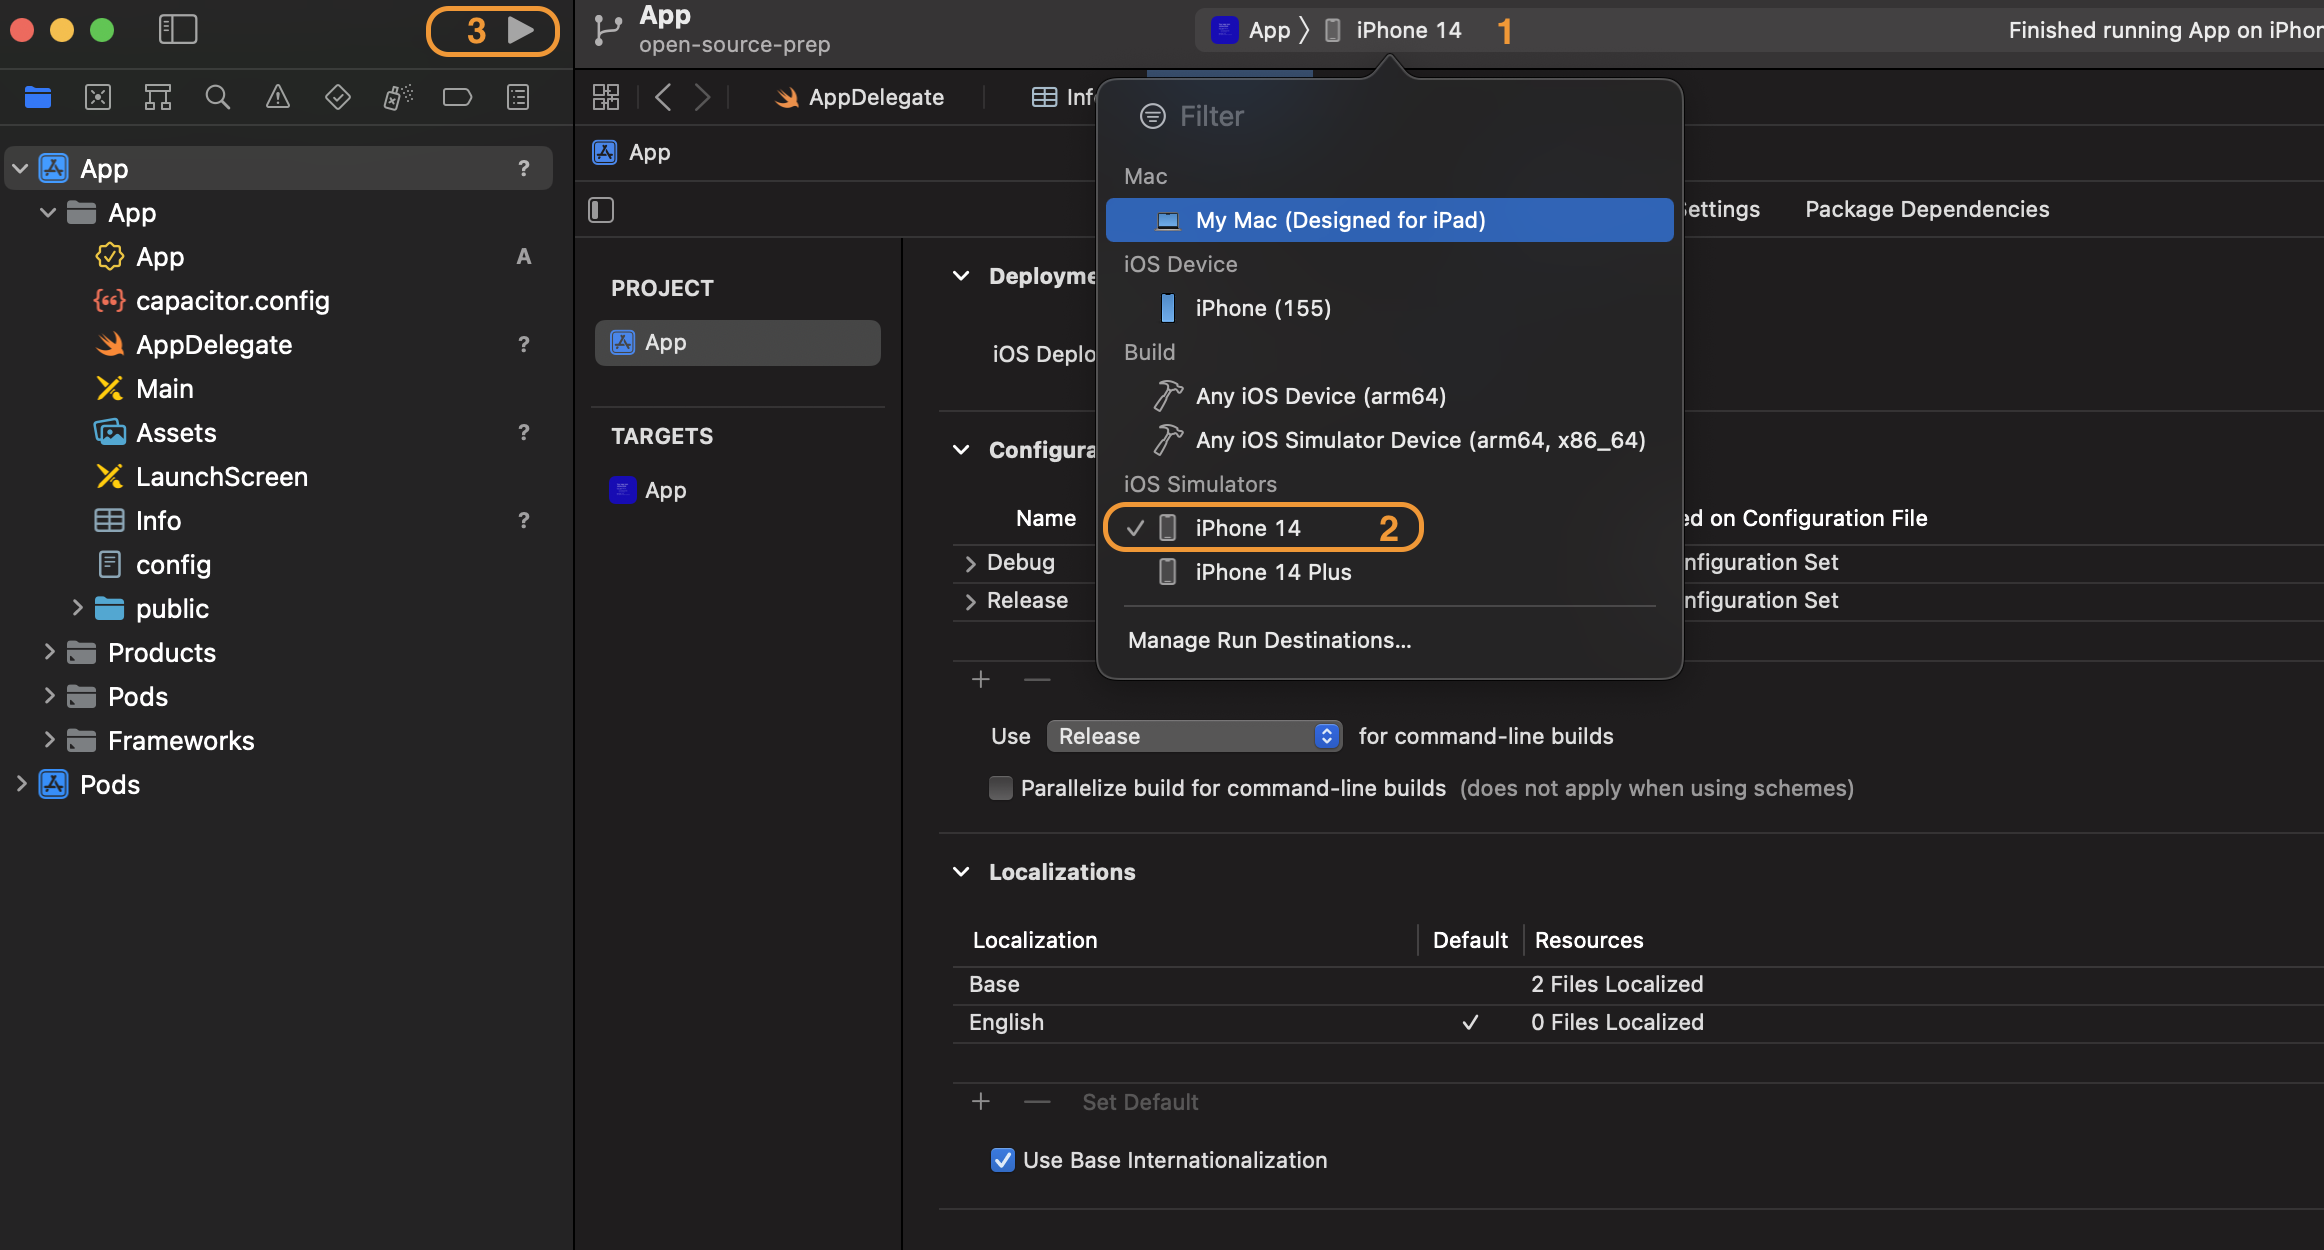 3
App
open-source-prep
App
iPhone 14
1
Finished running App on iPhon
AppDelegate
Inf
App
?
App
App
A
capacitor.config
AppDelegate
?
Main
Assets
?
LaunchScreen
Info
?
config
public
Products
Pods
Frameworks
Pods
App
PROJECT
App
TARGETS
App
Filter
Mac
My Mac (Designed for iPad)
iOS Device
iPhone (155)
Build
Any iOS Device (arm64)
Any iOS Simulator Device (arm64, x86_64)
iOS Simulators
iPhone 14
2
iPhone 14 Plus
Manage Run Destinations...
ettings
Package Dependencies
Deployme
iOS Deplo
Configura
Name
ed on Configuration File
Debug
nfiguration Set
Release
nfiguration Set
Use
Release
for command-line builds
Parallelize build for command-line builds (does not apply when using schemes)
Localizations
Localization
Default
Resources
Base
2 Files Localized
English
0 Files Localized
Set Default
Use Base Internationalization